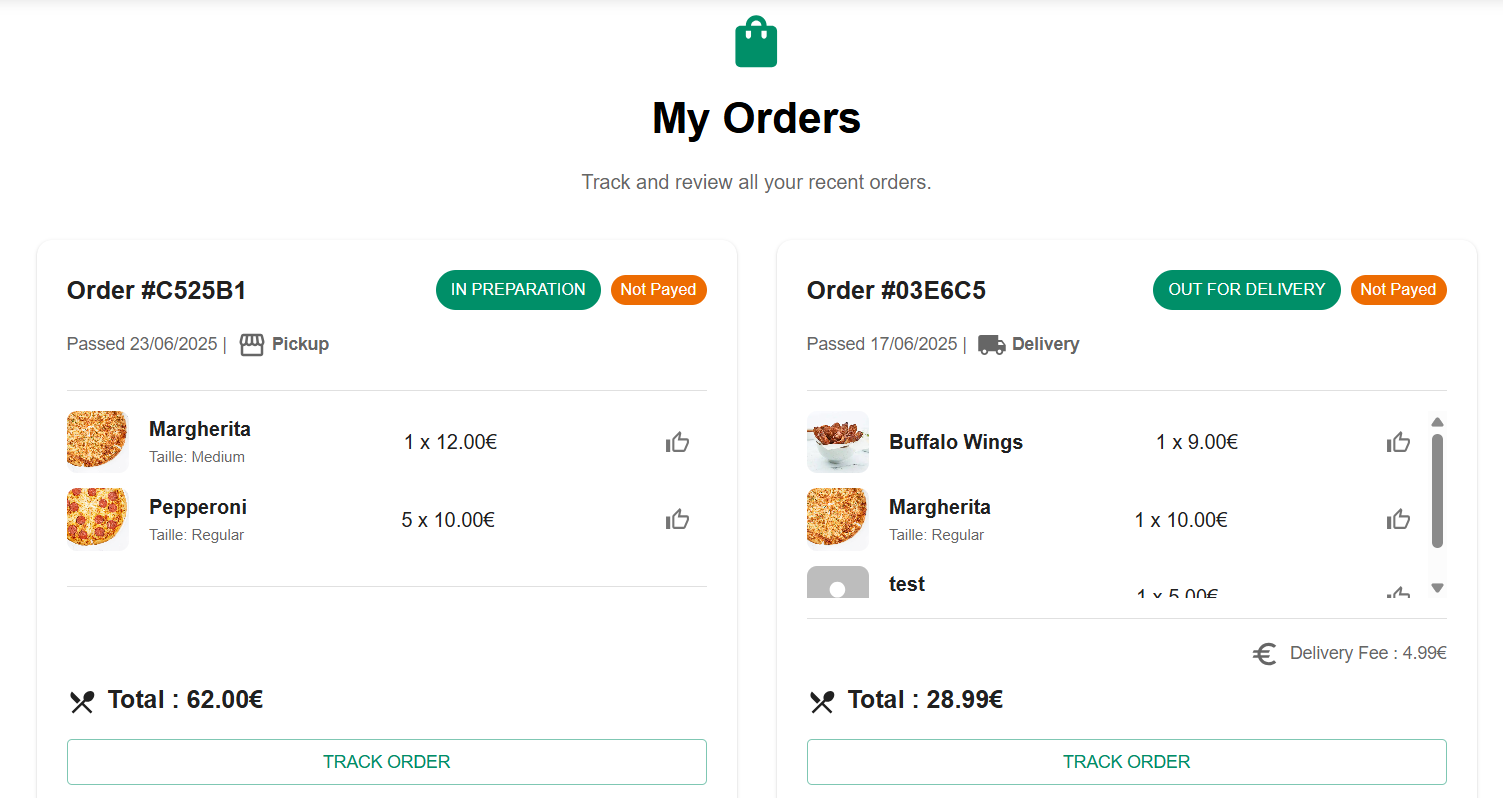 My Orders
Track and review all your recent orders.
Order #C525B1 IN PREPARATION Not Payed
Passed 23/06/2025 | Pickup
Margherita
Taille: Medium
1 x 12.00€
Pepperoni
Taille: Regular
5 x 10.00€
Total : 62.00€
TRACK ORDER
Order #03E6C5 OUT FOR DELIVERY Not Payed
Passed 17/06/2025 | Delivery
Buffalo Wings 1 x 9.00€
Margherita
Taille: Regular
1 x 10.00€
test
1 x 5.00€
Delivery Fee : 4.99€
Total : 28.99€
TRACK ORDER